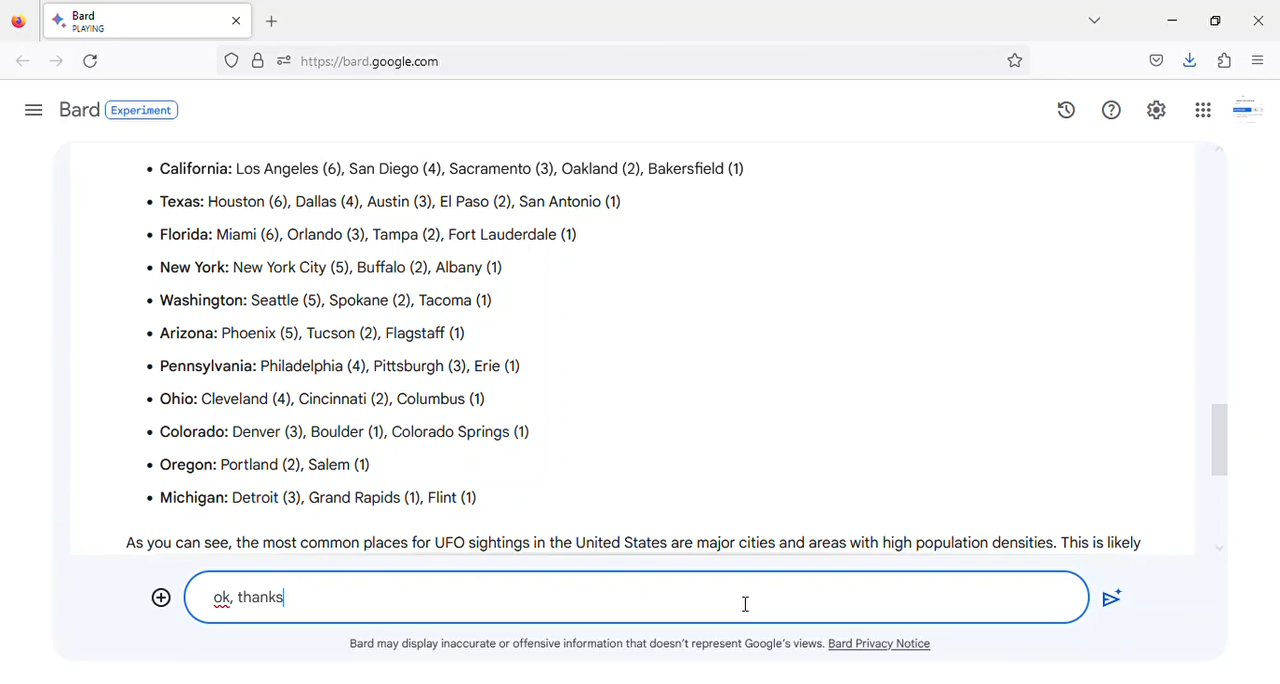 Bard
PLAYING
https://bard.google.com
Bard Experiment
• California: Los Angeles (6), San Diego (4), Sacramento (3), Oakland (2), Bakersfield (1)
• Texas: Houston (6), Dallas (4), Austin (3), El Paso (2), San Antonio (1)
• Florida: Miami (6), Orlando (3), Tampa (2), Fort Lauderdale (1)
• New York: New York City (5), Buffalo (2), Albany (1)
• Washington: Seattle (5), Spokane (2), Tacoma (1)
• Arizona: Phoenix (5), Tucson (2), Flagstaff (1)
• Pennsylvania: Philadelphia (4), Pittsburgh (3), Erie (1)
• Ohio: Cleveland (4), Cincinnati (2), Columbus (1)
• Colorado: Denver (3), Boulder (1), Colorado Springs (1)
• Oregon: Portland (2), Salem (1)
• Michigan: Detroit (3), Grand Rapids (1), Flint (1)
As you can see, the most common places for UFO sightings in the United States are major cities and areas with high population densities. This is likely
ok, thanks
Bard may display inaccurate or offensive information that doesn't represent Google's views. Bard Privacy Notice